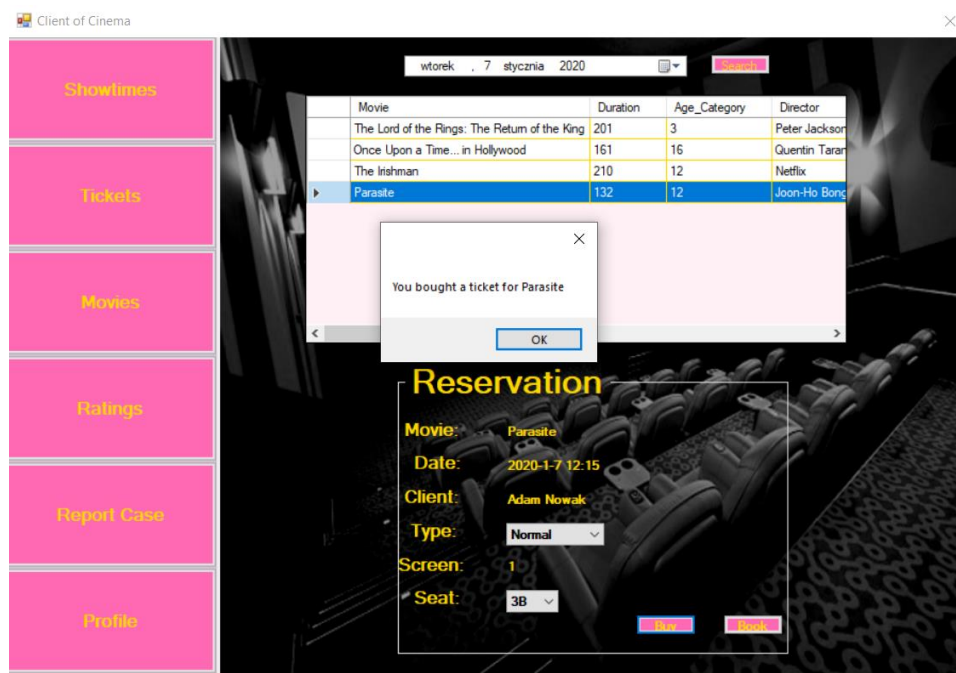 Client of Cinema
Showtimes
Tickets
Movies
Ratings
Report Case
Profile
wtorek , 7 stycznia 2020
Search
Movie Duration Age_Category Director
The Lord of the Rings: The Return of the King 201 3 Peter Jackson
Once Upon a Time... in Hollywood 161 16 Quentin Taran
The Irishman 210 12 Netflix
Parasite 132 12 Joon-Ho Bong
You bought a ticket for Parasite
OK
Reservation
Movie: Parasite
Date: 2020-1-7 12:15
Client: Adam Nowak
Type: Normal
Screen: 1
Seat: 3B
Buy Book